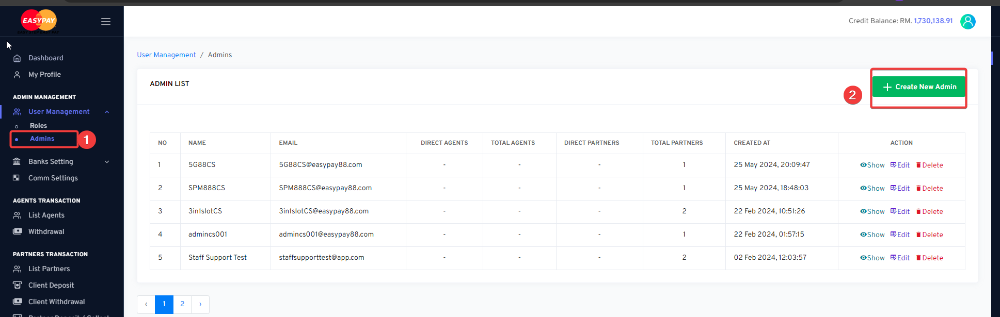 EASYPAY
EASY STEP EASY PAY
Credit Balance: RM. 1,730,138.91
Dashboard
My Profile
ADMIN MANAGEMENT
User Management
Roles
Admins
1
Banks Setting
Comm Settings
AGENTS TRANSACTION
List Agents
Withdrawal
PARTNERS TRANSACTION
List Partners
Client Deposit
Client Withdrawal
User Management / Admins
ADMIN LIST
2
Create New Admin
NO NAME EMAIL DIRECT AGENTS TOTAL AGENTS DIRECT PARTNERS TOTAL PARTNERS CREATED AT ACTION
1 5G88CS 5G88CS@easypay88.com - - - 1 25 May 2024, 20:09:47 Show Edit Delete
2 SPM888CS SPM888CS@easypay88.com - - - 1 25 May 2024, 18:48:03 Show Edit Delete
3 3in1slotCS 3in1slotCS@easypay88.com - - - 2 22 Feb 2024, 10:51:26 Show Edit Delete
4 admincs001 admincs001@easypay88.com - - - 1 22 Feb 2024, 01:57:15 Show Edit Delete
5 Staff Support Test staffsupporttest@app.com - - - 2 02 Feb 2024, 12:03:57 Show Edit Delete
‹ 1 2 ›